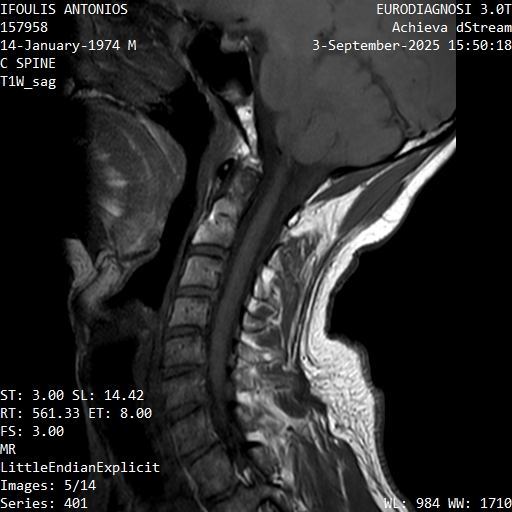 IFOULIS ANTONIOS
157958
14-January-1974 M
C SPINE
T1W_sag
EURODIAGNOSI 3.0T
Achieva dStream
3-September-2025 15:50:18
ST: 3.00 SL: 14.42
RT: 561.33 ET: 8.00
FS: 3.00
MR
LittleEndianExplicit
Images: 5/14
Series: 401
WL: 984 WW: 1710